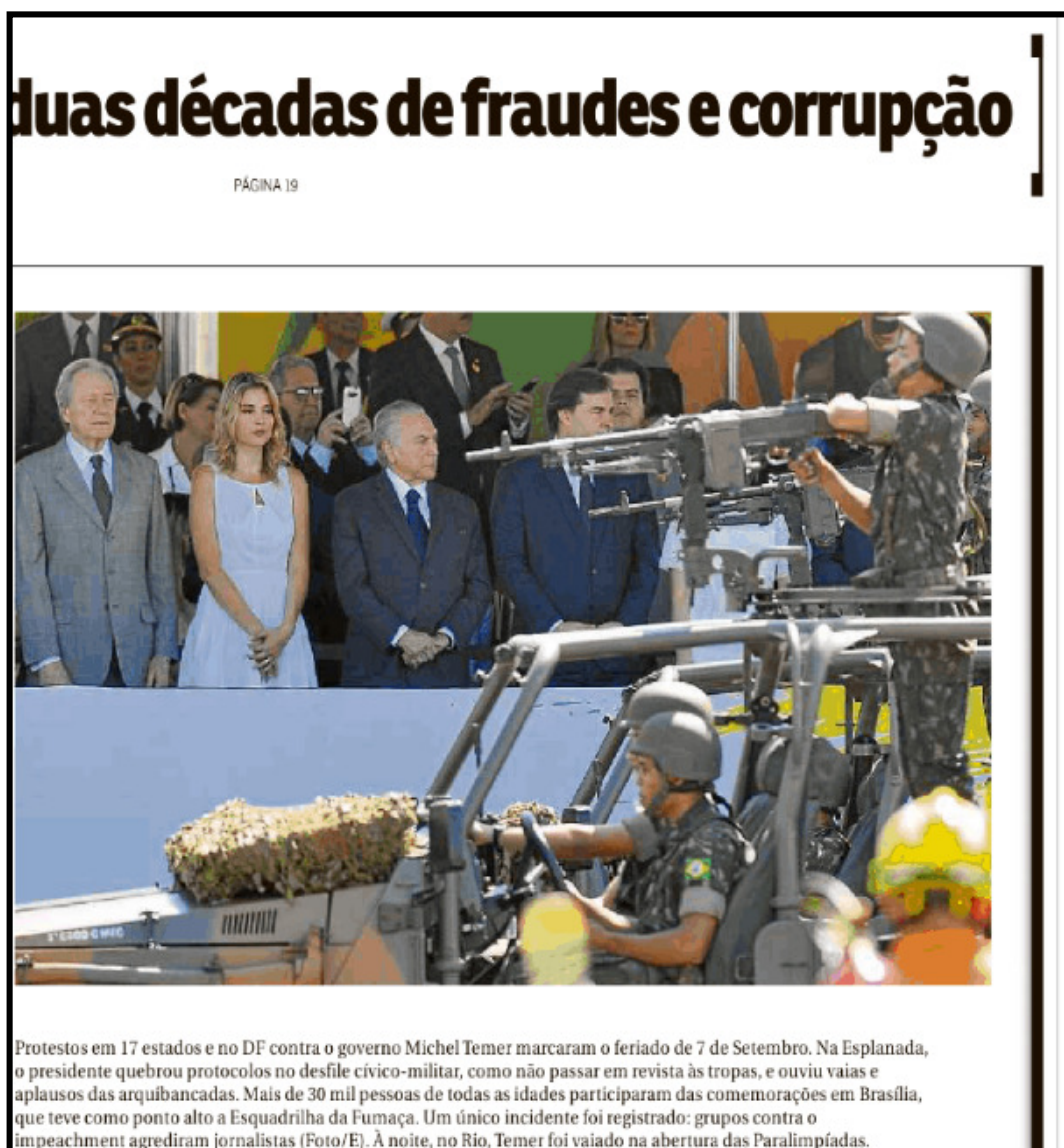 duas décadas de fraudes e corrupção
PÁGINA 19
Protestos em 17 estados e no DF contra o governo Michel Temer marcaram o feriado de 7 de Setembro. Na Esplanada,
o presidente quebrou protocolos no desfile cívico-militar, como não passar em revista às tropas, e ouviu vaias e
aplausos das arquibancadas. Mais de 30 mil pessoas de todas as idades participaram das comemorações em Brasília,
que teve como ponto alto a Esquadrilha da Fumaça. Um único incidente foi registrado: grupos contra o
impeachment agrediram jornalistas (Foto/E). À noite, no Rio, Temer foi vaiado na abertura das Paralimpíadas.